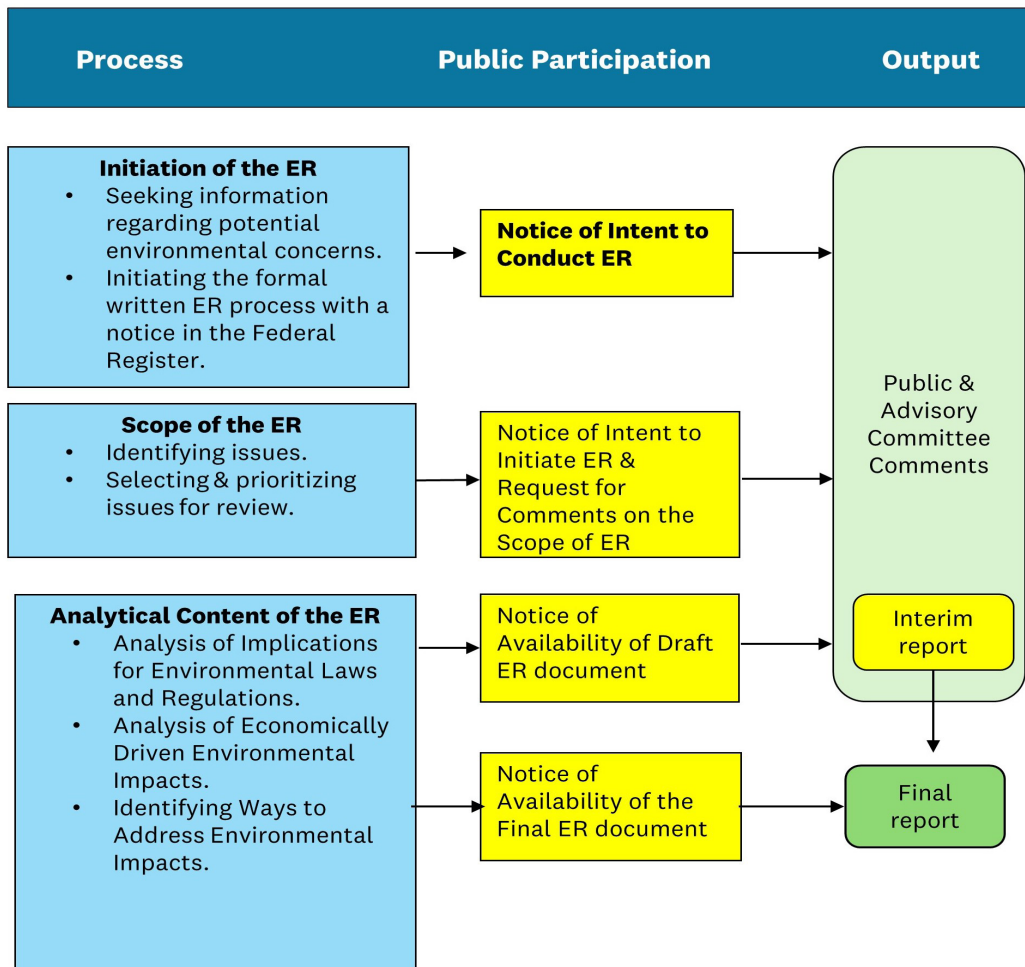 Process Public Participation Output
Initiation of the ER
• Seeking information
regarding potential
environmental concerns.
• Initiating the formal
written ER process with a
notice in the Federal
Register.
Notice of Intent to
Conduct ER
Public &
Advisory
Committee
Comments
Scope of the ER
• Identifying issues.
• Selecting & prioritizing
issues for review.
Notice of Intent to
Initiate ER &
Request for
Comments on the
Scope of ER
Analytical Content of the ER
• Analysis of Implications
for Environmental Laws
and Regulations.
• Analysis of Economically
Driven Environmental
Impacts.
• Identifying Ways to
Address Environmental
Impacts.
Notice of
Availability of Draft
ER document
Interim
report
Notice of
Availability of the
Final ER document
Final
report